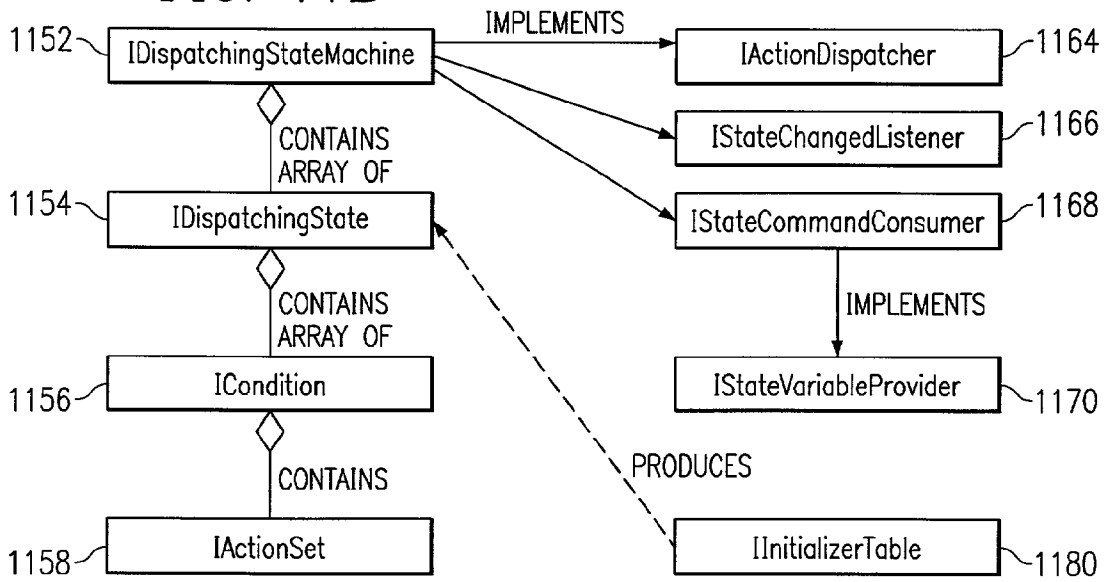 1152
IDispatchingStateMachine
IMPLEMENTS
IActionDispatcher
1164
IStateChangedListener
1166
CONTAINS
ARRAY OF
1154
IDispatchingState
IStateCommandConsumer
1168
CONTAINS
ARRAY OF
IMPLEMENTS
1156
ICondition
IStateVariableProvider
1170
CONTAINS
PRODUCES
1158
IActionSet
IInitializerTable
1180